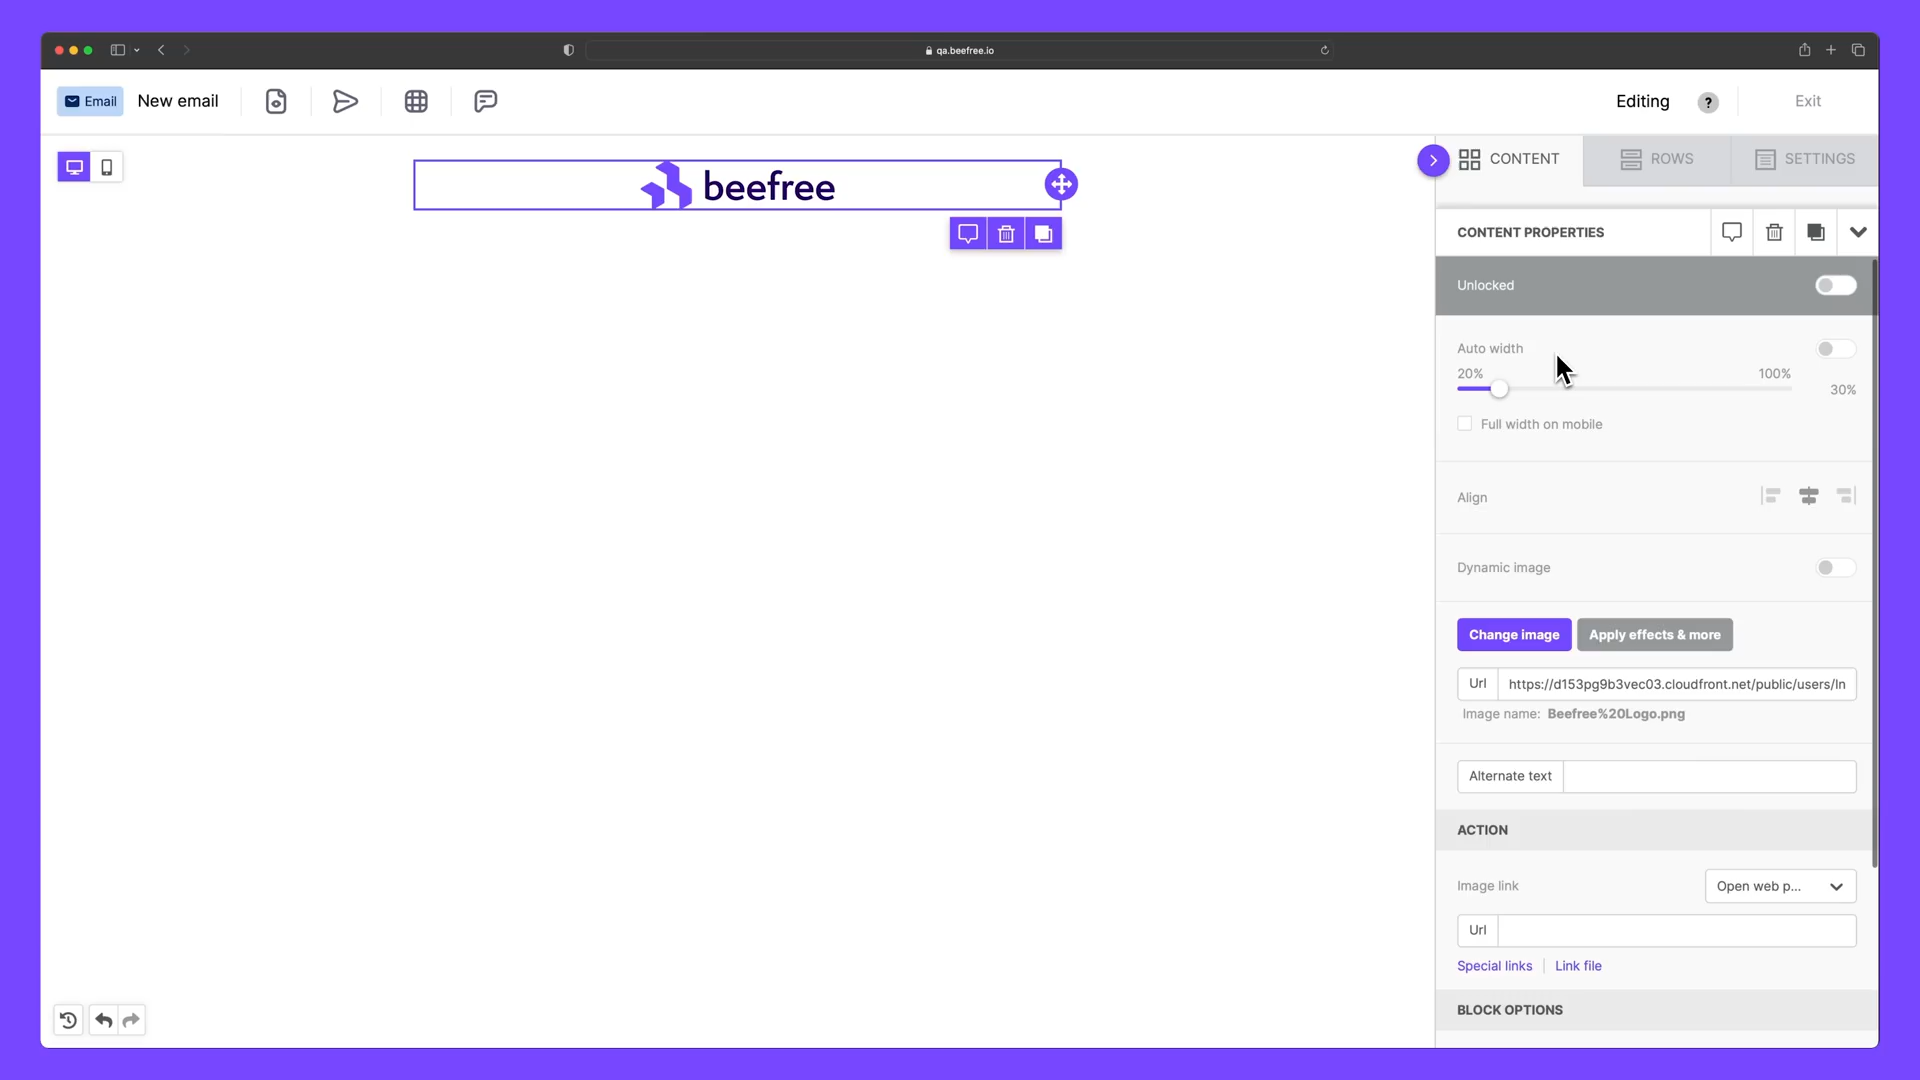 qa.beefree.io
Email New email Editing ? Exit
CONTENT ROWS SETTINGS
beefree
CONTENT PROPERTIES
Unlocked
Auto width
20% 100%
30%
Full width on mobile
Align
Dynamic image
Change image Apply effects & more
Url https://d153pg9b3vec03.cloudfront.net/public/users/In
Image name: Beefree%20Logo.png
Alternate text
ACTION
Image link Open web p...
Url
Special links Link file
BLOCK OPTIONS